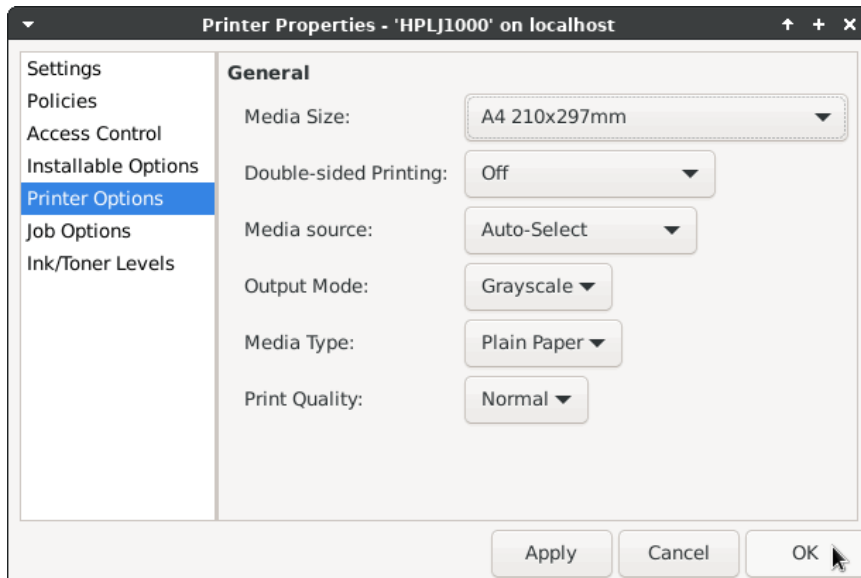 Printer Properties - 'HPLJ1000' on localhost
Settings
Policies
Access Control
Installable Options
Printer Options
Job Options
Ink/Toner Levels
General
Media Size: A4 210x297mm
Double-sided Printing: Off
Media source: Auto-Select
Output Mode: Grayscale
Media Type: Plain Paper
Print Quality: Normal
Apply Cancel OK